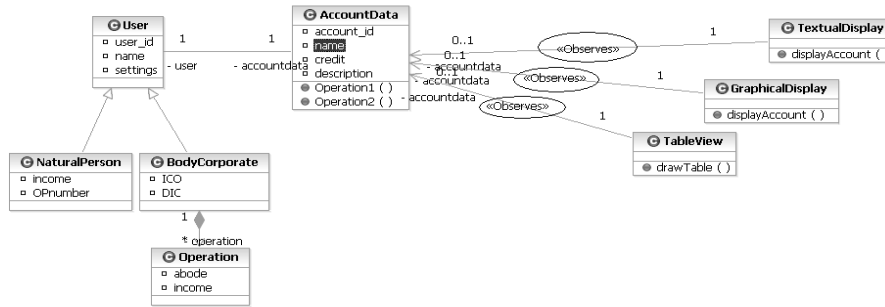 User
user_id
name
settings
1
- user
1
- accountdata
AccountData
account_id
name
credit
description
Operation1 ( )
Operation2 ( )
0..1
- accountdata
0..1
- accountdata
0..1
- accountdata
«Observes»
1
«Observes»
1
«Observes»
1
TextualDisplay
displayAccount (
GraphicalDisplay
displayAccount ( )
TableView
drawTable ( )
NaturalPerson
income
OPnumber
BodyCorporate
ICO
DIC
1
* operation
Operation
abode
income